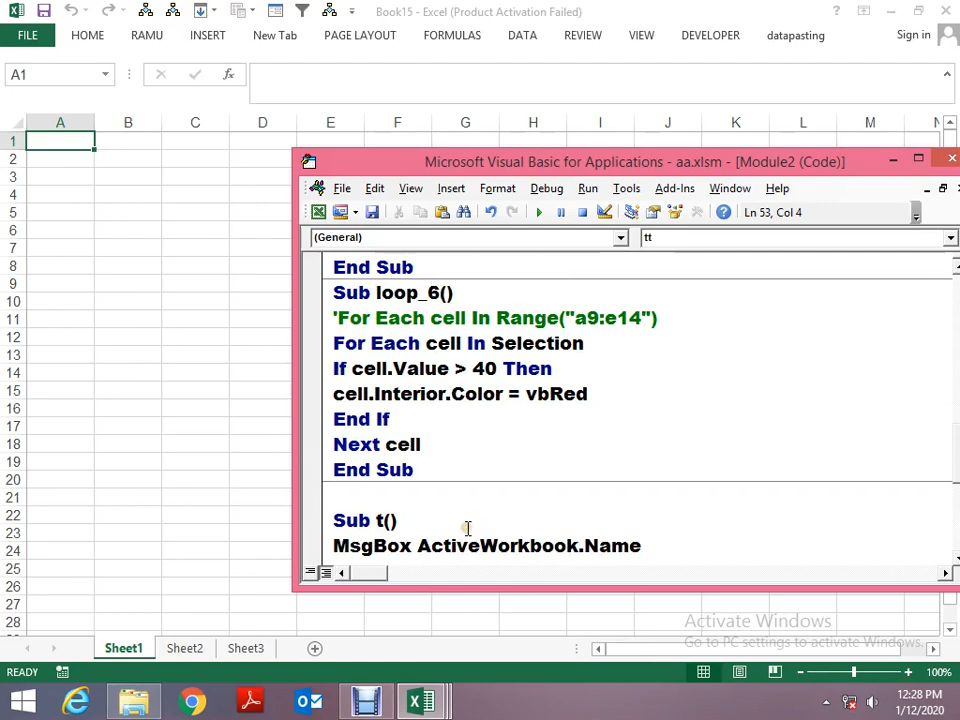 Book15 - Excel (Product Activation Failed)
FILE HOME RAMU INSERT New Tab PAGE LAYOUT FORMULAS DATA REVIEW VIEW DEVELOPER datapasting Sign in
A1 fx
A B C D E F G H I J K L M N
1
2
3
4
5
6
7
8
9
10
11
12
13
14
15
16
17
18
19
20
21
22
23
24
25
26
27
28
Microsoft Visual Basic for Applications - aa.xlsm - [Module2 (Code)]
File Edit View Insert Format Debug Run Tools Add-Ins Window Help
Ln 53, Col 4
(General) tt
End Sub
Sub loop_6()
'For Each cell In Range("a9:e14")
For Each cell In Selection
If cell.Value > 40 Then
cell.Interior.Color = vbRed
End If
Next cell
End Sub
Sub t()
MsgBox ActiveWorkbook.Name
Activate Windows
Go to PC settings to activate Windows.
Sheet1 Sheet2 Sheet3
READY 100%
12:28 PM
1/12/2020